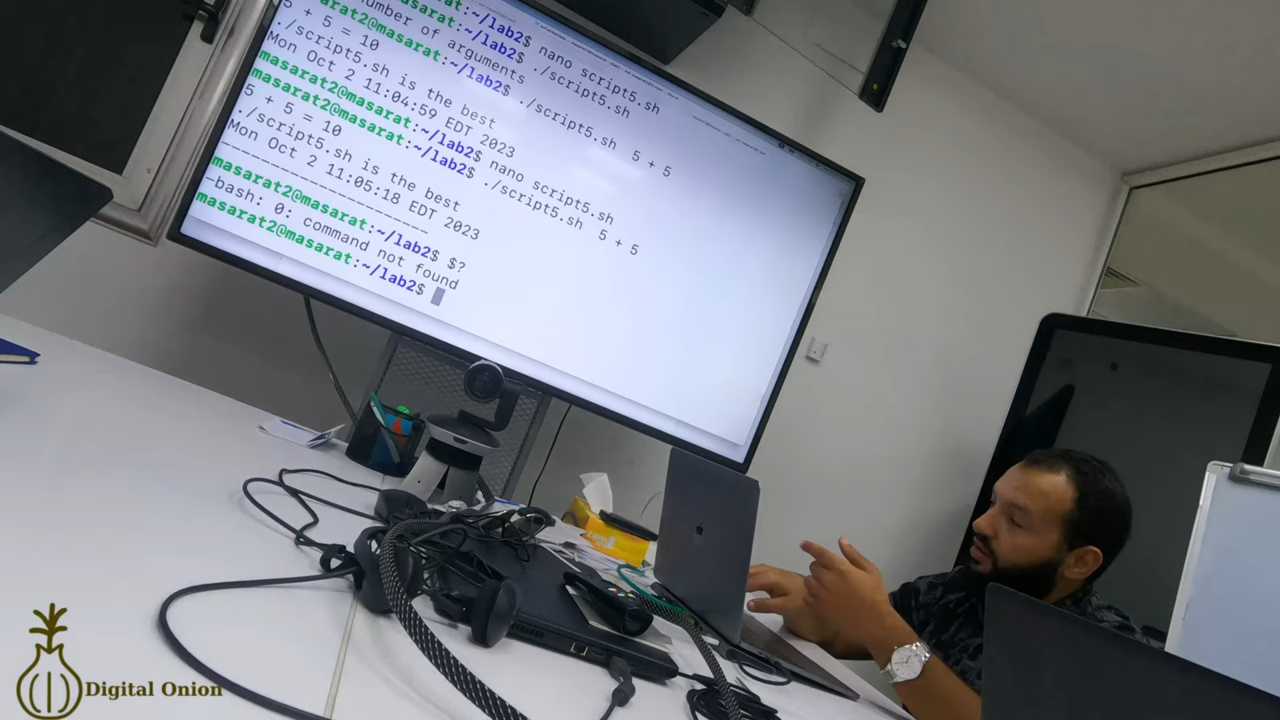 masarat:~/lab2$ nano script5.sh
number of arguments
masarat2@masarat:~/lab2$ ./script5.sh
5 + 5 = 10
masarat2@masarat:~/lab2$ ./script5.sh 5 + 5
./script5.sh is the best
Mon Oct 2 11:04:59 EDT 2023
masarat2@masarat:~/lab2$ nano script5.sh
masarat2@masarat:~/lab2$ ./script5.sh 5 + 5
5 + 5 = 10
./script5.sh is the best
Mon Oct 2 11:05:18 EDT 2023
masarat2@masarat:~/lab2$ $?
-bash: 0: command not found
masarat2@masarat:~/lab2$
Digital Onion